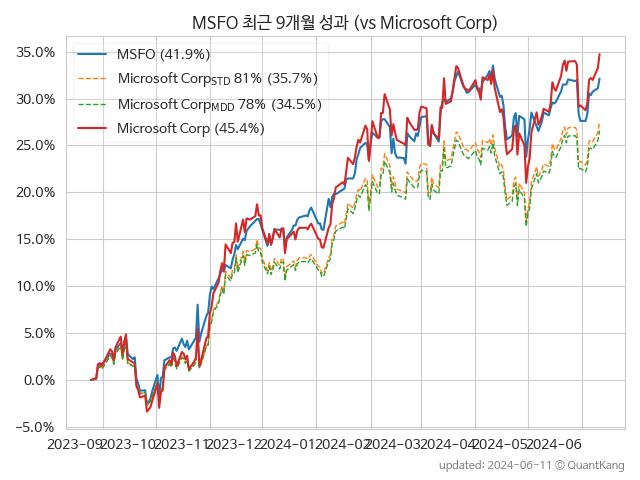 MSFO 최근 9개월 성과 (vs Microsoft Corp)
MSFO (41.9%)
Microsoft CorpSTD 81% (35.7%)
Microsoft CorpMDD 78% (34.5%)
Microsoft Corp (45.4%)
35.0%
30.0%
25.0%
20.0%
15.0%
10.0%
5.0%
0.0%
−5.0%
2023-09 2023-10 2023-11 2023-12 2024-01 2024-02 2024-03 2024-04 2024-05 2024-06
updated: 2024-06-11 © QuantKang